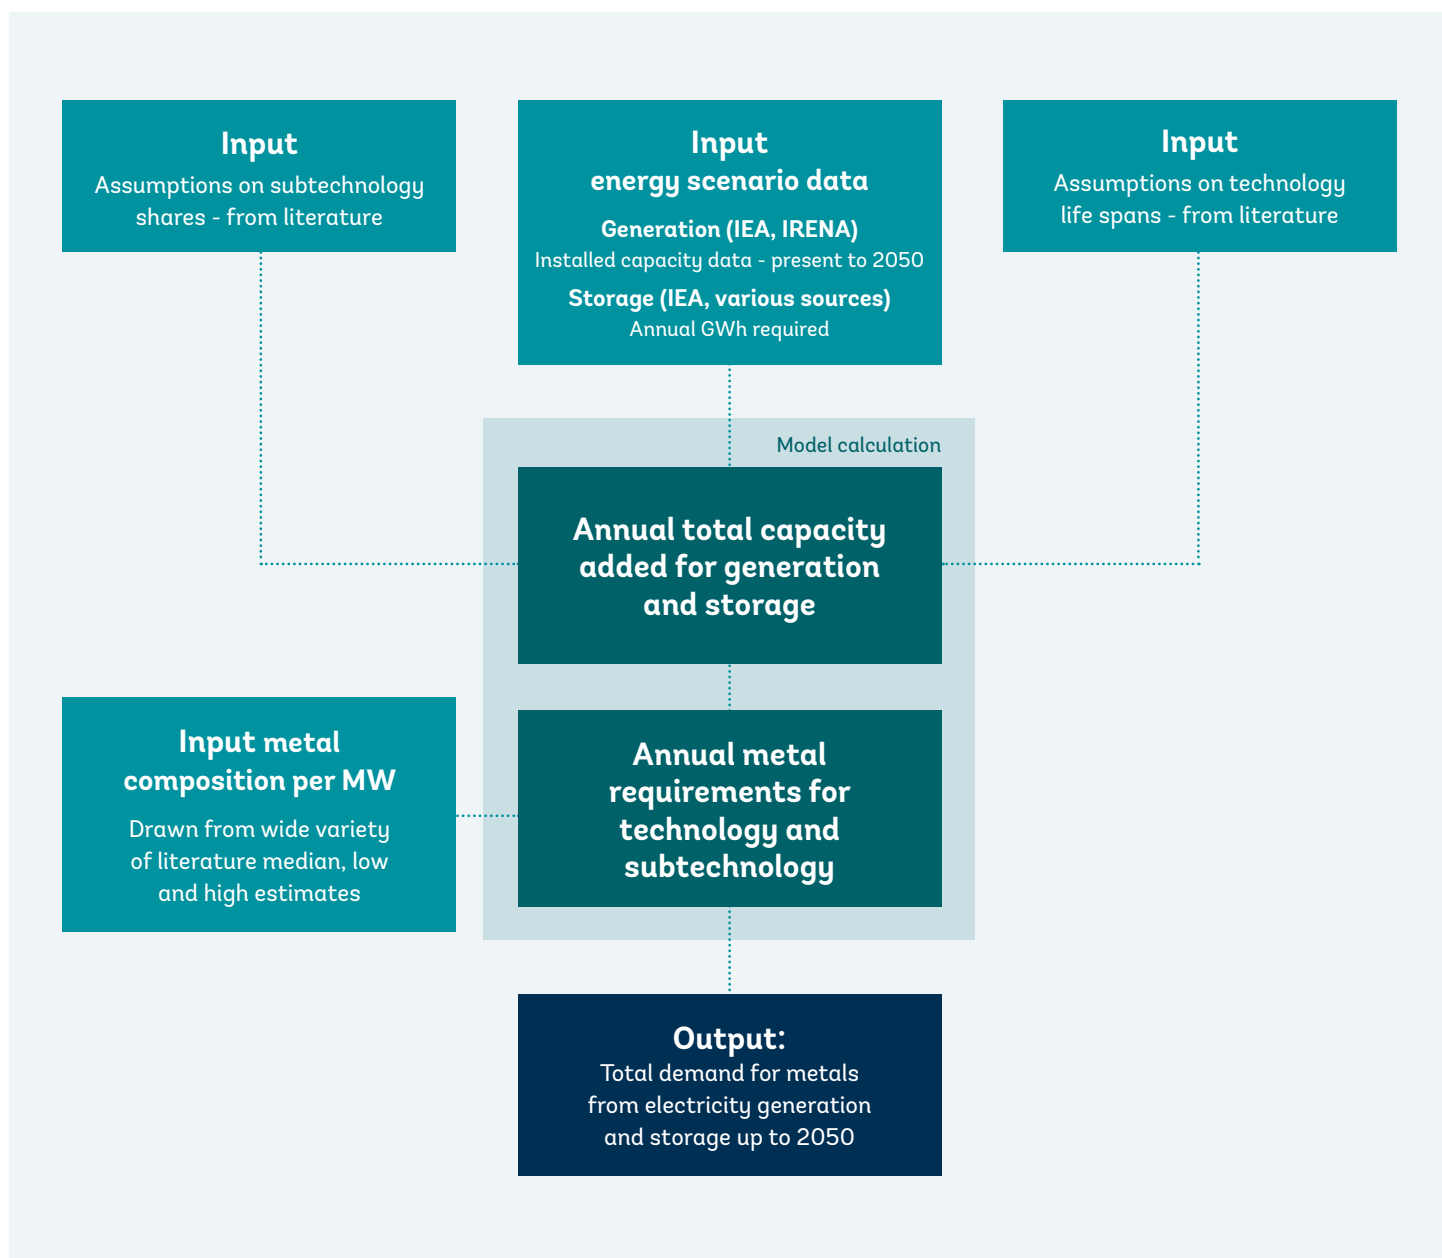 Input
Assumptions on subtechnology
shares - from literature
Input
energy scenario data
Generation (IEA, IRENA)
Installed capacity data - present to 2050
Storage (IEA, various sources)
Annual GWh required
Input
Assumptions on technology
life spans - from literature
Model calculation
Annual total capacity
added for generation
and storage
Input metal
composition per MW
Drawn from wide variety
of literature median, low
and high estimates
Annual metal
requirements for
technology and
subtechnology
Output:
Total demand for metals
from electricity generation
and storage up to 2050